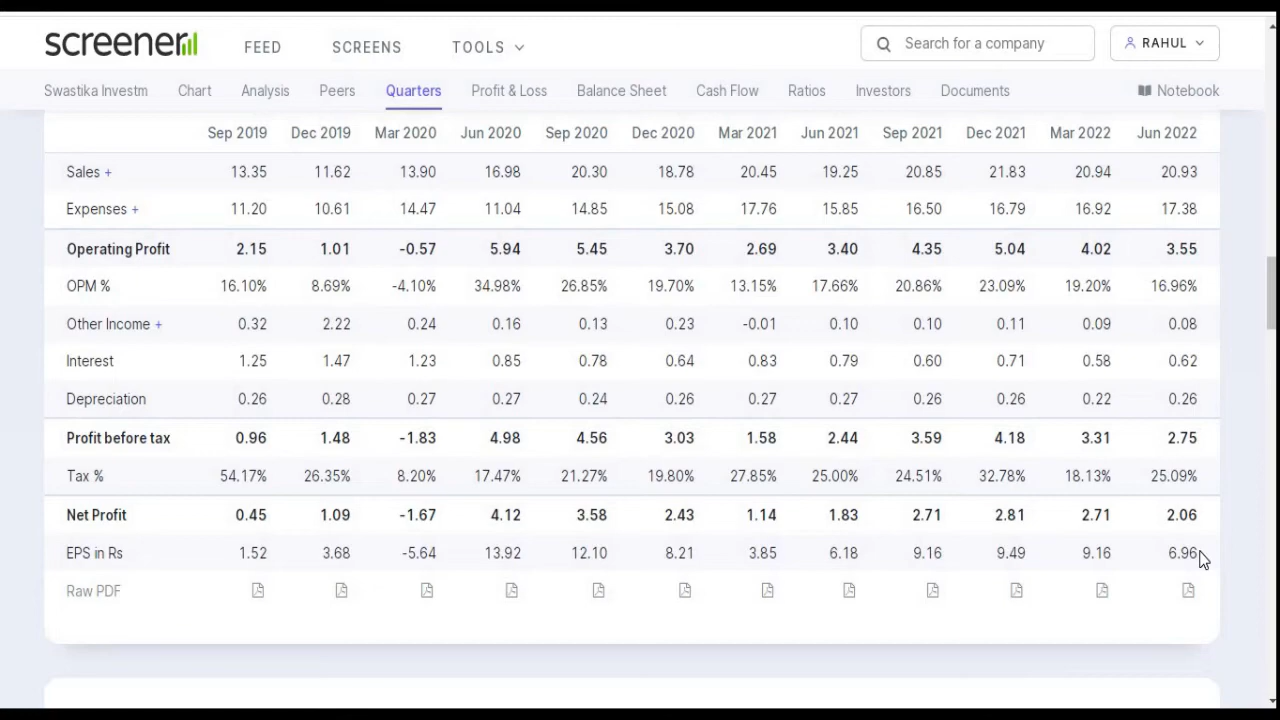 screener
FEED SCREENS TOOLS
Search for a company
RAHUL
Swastika Investm Chart Analysis Peers Quarters Profit & Loss Balance Sheet Cash Flow Ratios Investors Documents Notebook
Sep 2019 Dec 2019 Mar 2020 Jun 2020 Sep 2020 Dec 2020 Mar 2021 Jun 2021 Sep 2021 Dec 2021 Mar 2022 Jun 2022
Sales + 13.35 11.62 13.90 16.98 20.30 18.78 20.45 19.25 20.85 21.83 20.94 20.93
Expenses + 11.20 10.61 14.47 11.04 14.85 15.08 17.76 15.85 16.50 16.79 16.92 17.38
Operating Profit 2.15 1.01 -0.57 5.94 5.45 3.70 2.69 3.40 4.35 5.04 4.02 3.55
OPM % 16.10% 8.69% -4.10% 34.98% 26.85% 19.70% 13.15% 17.66% 20.86% 23.09% 19.20% 16.96%
Other Income + 0.32 2.22 0.24 0.16 0.13 0.23 -0.01 0.10 0.10 0.11 0.09 0.08
Interest 1.25 1.47 1.23 0.85 0.78 0.64 0.83 0.79 0.60 0.71 0.58 0.62
Depreciation 0.26 0.28 0.27 0.27 0.24 0.26 0.27 0.27 0.26 0.26 0.22 0.26
Profit before tax 0.96 1.48 -1.83 4.98 4.56 3.03 1.58 2.44 3.59 4.18 3.31 2.75
Tax % 54.17% 26.35% 8.20% 17.47% 21.27% 19.80% 27.85% 25.00% 24.51% 32.78% 18.13% 25.09%
Net Profit 0.45 1.09 -1.67 4.12 3.58 2.43 1.14 1.83 2.71 2.81 2.71 2.06
EPS in Rs 1.52 3.68 -5.64 13.92 12.10 8.21 3.85 6.18 9.16 9.49 9.16 6.96
Raw PDF